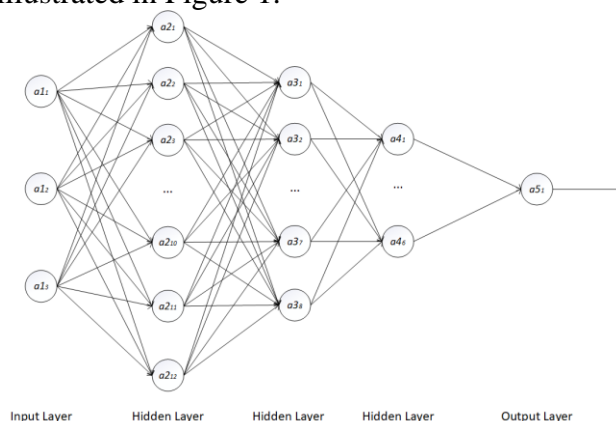 illustrated in Figure 1.
a2₁
a1₁
a2₂
a3₁
a2₃
a3₂
a4₁
a1₂
...
...
...
a5₁
a2₁₀
a3₇
a4₆
a1₃
a2₁₁
a3₈
a2₁₂
Input Layer Hidden Layer Hidden Layer Hidden Layer Output Layer